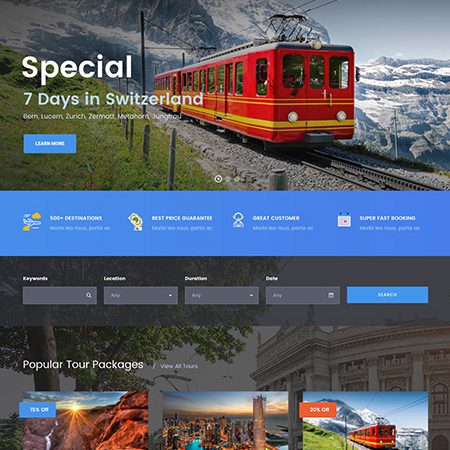 Special
7 Days in Switzerland
Bern, Lucern, Zurich, Zermatt, Metahorn, Jungfrau
LEARN MORE
500+ DESTINATIONS
Morbi leo risus, porta ac
BEST PRICE GUARANTEE
Morbi leo risus, porta ac
GREAT CUSTOMER
Morbi leo risus, porta ac
SUPER FAST BOOKING
Morbi leo risus, porta ac
Keywords Location Duration Date
Any Any Any SEARCH
Popular Tour Packages / View All Tours
15% Off 20% Off